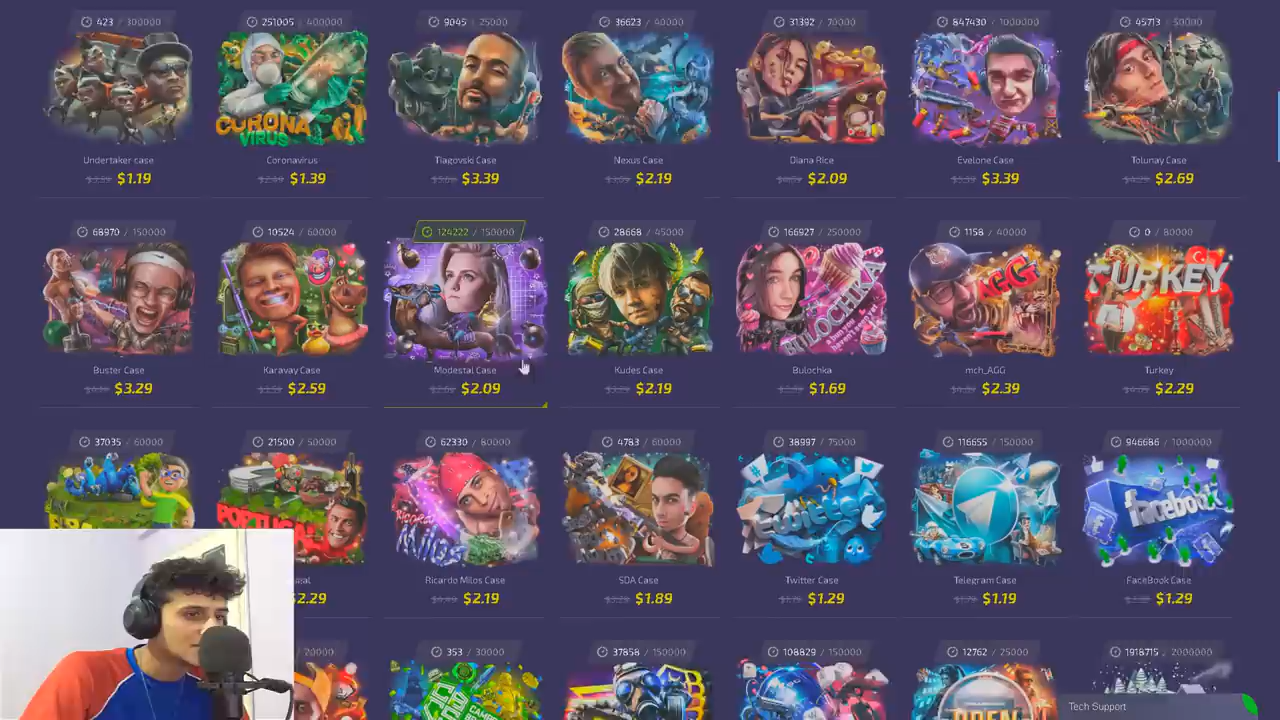 423 / 300000
251005 / 400000
9045 / 25000
36623 / 40000
31392 / 70000
847430 / 1000000
45713 / 50000
CORONA
VIRUS
Undertaker case
Coronavirus
Tiagovski Case
Nexus Case
Diana Rice
Evelone Case
Tolunay Case
$1.19
$1.39
$3.39
$2.19
$2.09
$3.39
$2.69
68970 / 150000
10524 / 60000
124222 / 150000
28668 / 45000
166927 / 250000
1158 / 40000
0 / 80000
BULOCHKA
AGG
TURKEY
Buster Case
Karavay Case
Modestal Case
Kudes Case
Bulochka
mch_AGG
Turkey
$3.29
$2.59
$2.09
$2.19
$1.69
$2.39
$2.29
37035 / 60000
21500 / 50000
62330 / 80000
4783 / 60000
38997 / 75000
116655 / 150000
946686 / 1000000
PORTUGAL
Ricardo
Milos
twitter
facebook
Ricardo Milos Case
SDA Case
Twitter Case
Telegram Case
FaceBook Case
$2.29
$2.19
$1.89
$1.29
$1.19
$1.29
353 / 30000
37858 / 150000
108829 / 150000
12762 / 25000
1918715 / 2000000
OPEN
Tech Support